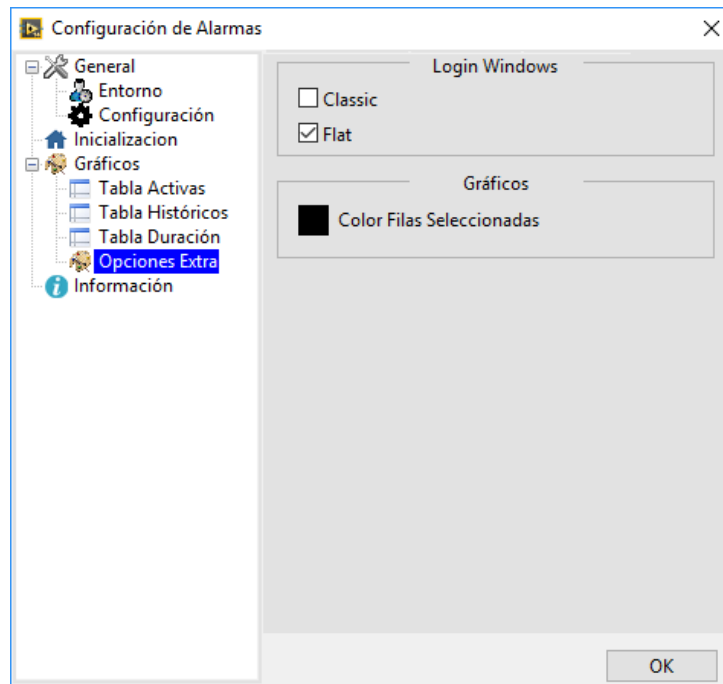 Configuración de Alarmas
General
Entorno
Configuración
Inicializacion
Gráficos
Tabla Activas
Tabla Históricos
Tabla Duración
Opciones Extra
Información
Login Windows
Classic
Flat
Gráficos
Color Filas Seleccionadas
OK